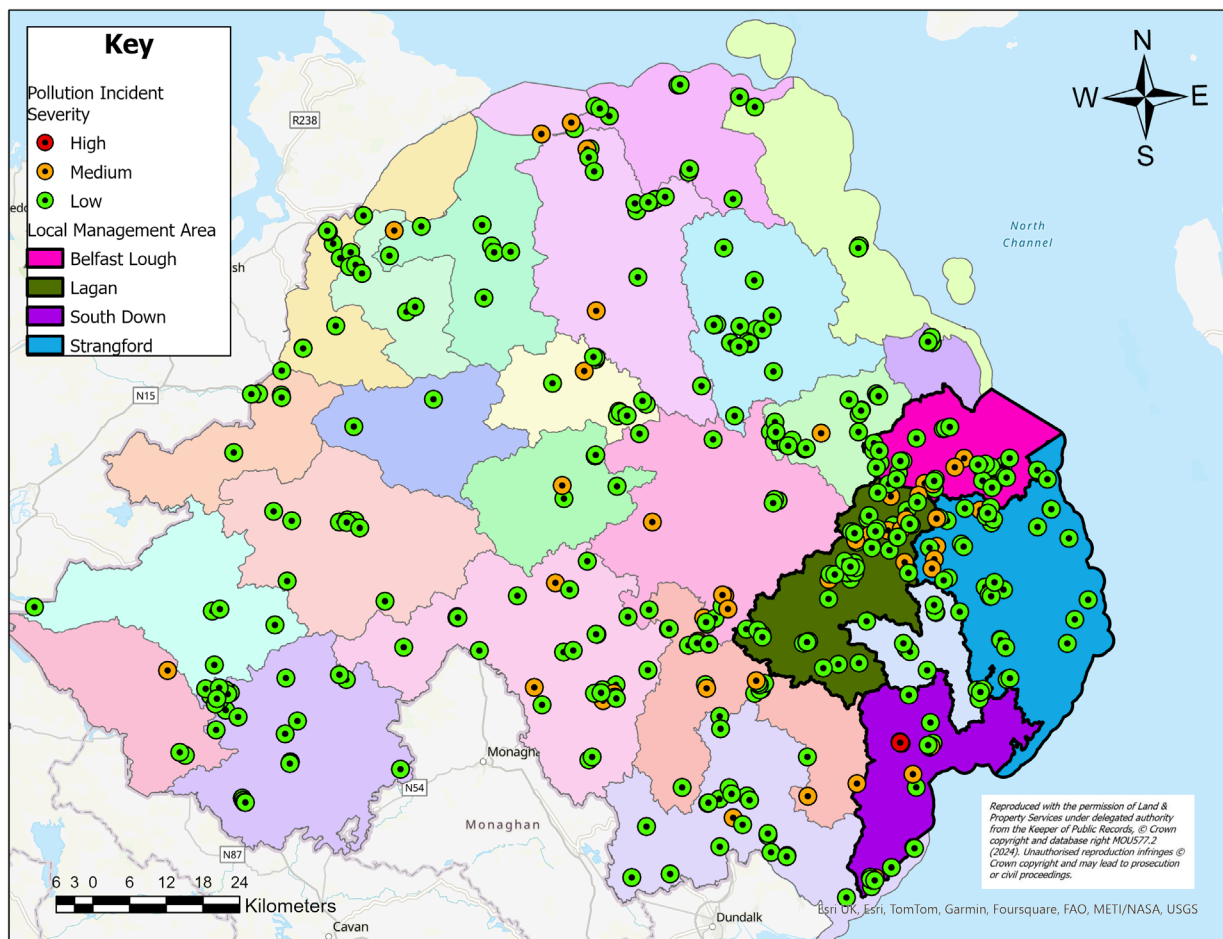 Key
Pollution Incident
Severity
High
Medium
Low
Local Management Area
Belfast Lough
Lagan
South Down
Strangford
R238
N
W
E
S
North
Channel
sh
N15
Monagha
N54
Monaghan
N87
Cavan
Dundalk
6 3 0 6 12 18 24
Kilometers
Reproduced with the permission of Land &
Property Services under delegated authority
from the Keeper of Public Records, © Crown
copyright and database right MOU577.2
(2024). Unauthorised reproduction infringes ©
Crown copyright and may lead to prosecution
or civil proceedings.
Esri UK, Esri, TomTom, Garmin, Foursquare, FAO, METI/NASA, USGS